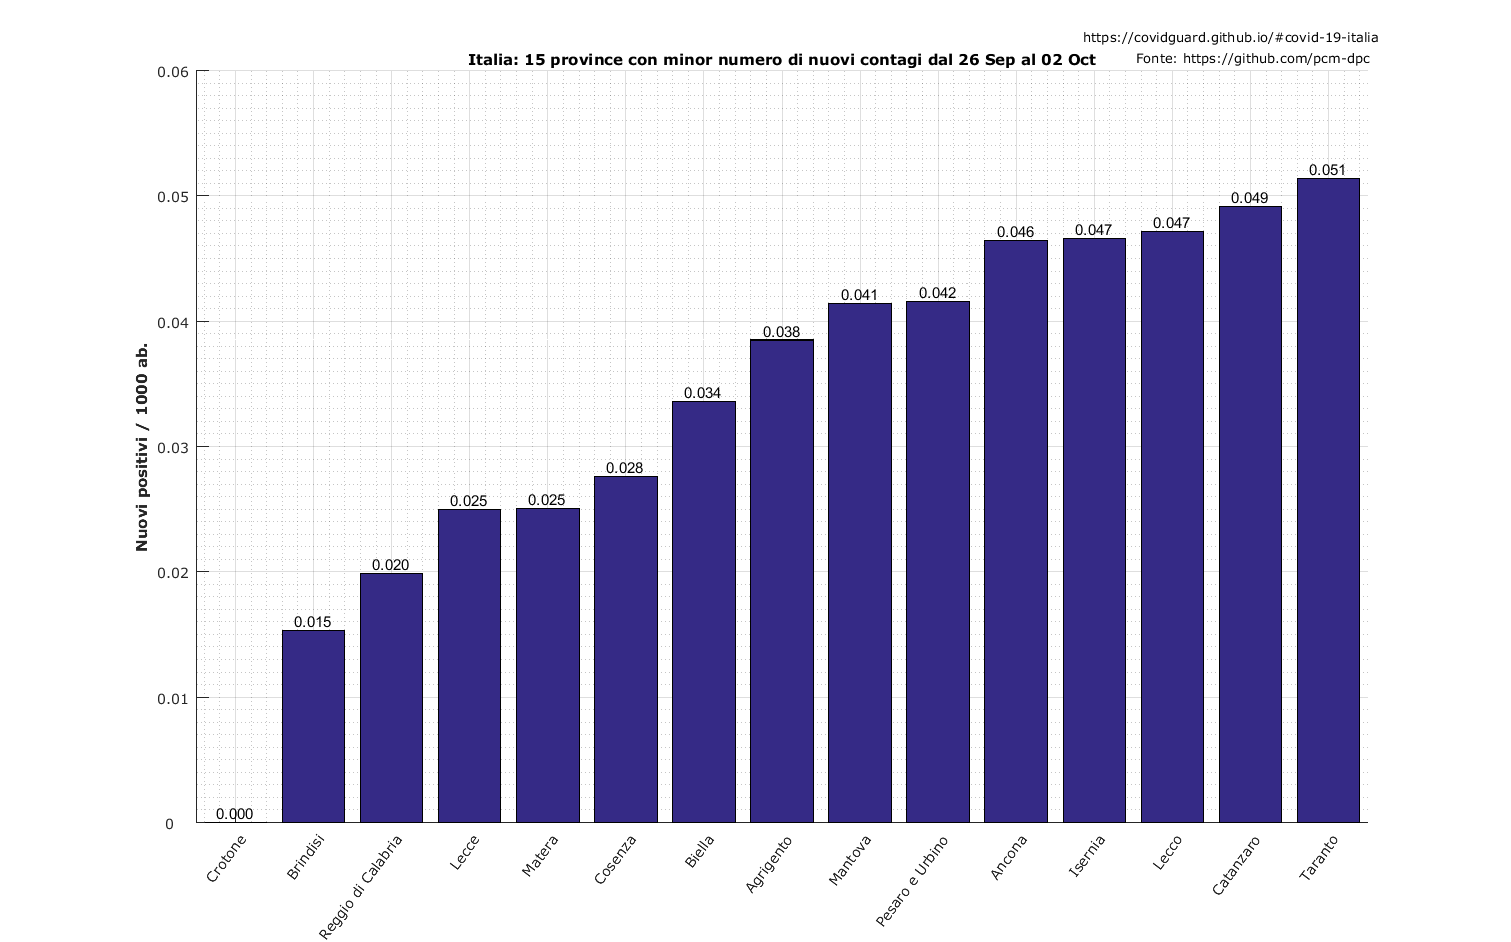 https://covidguard.github.io/#covid-19-italia
Italia: 15 province con minor numero di nuovi contagi dal 26 Sep al 02 Oct
Fonte: https://github.com/pcm-dpc
Nuovi positivi / 1000 ab.
0.06
0.05
0.04
0.03
0.02
0.01
0
0.000
0.015
0.020
0.025
0.025
0.028
0.034
0.038
0.041
0.042
0.046
0.047
0.047
0.049
0.051
Crotone
Brindisi
Reggio di Calabria
Lecce
Matera
Cosenza
Biella
Agrigento
Mantova
Pesaro e Urbino
Ancona
Isernia
Lecco
Catanzaro
Taranto